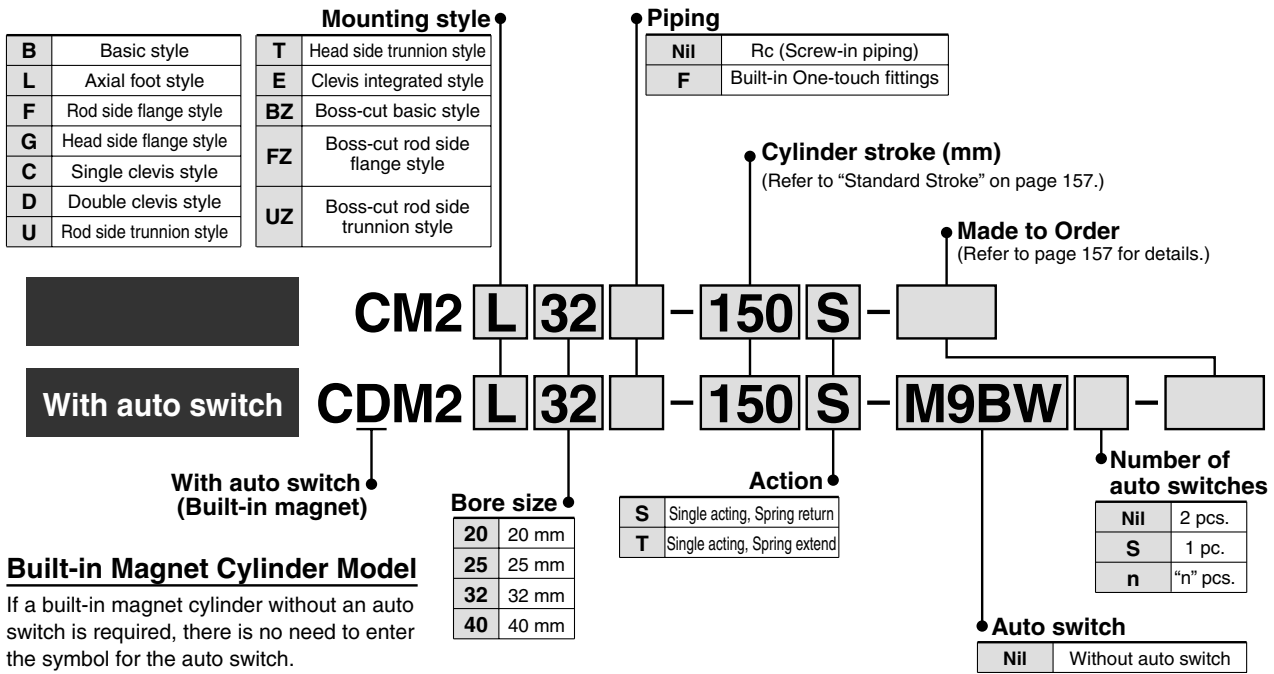 Mounting style
B Basic style
L Axial foot style
F Rod side flange style
G Head side flange style
C Single clevis style
D Double clevis style
U Rod side trunnion style
T Head side trunnion style
E Clevis integrated style
BZ Boss-cut basic style
FZ Boss-cut rod side
flange style
UZ Boss-cut rod side
trunnion style
Piping
Nil Rc (Screw-in piping)
F Built-in One-touch fittings
Cylinder stroke (mm)
(Refer to “Standard Stroke” on page 157.)
Made to Order
(Refer to page 157 for details.)
CM2 L 32 – 150 S –
With auto switch CDM2 L 32 – 150 S – M9BW –
With auto switch
(Built-in magnet)
Bore size
20 20 mm
25 25 mm
32 32 mm
40 40 mm
Action
S Single acting, Spring return
T Single acting, Spring extend
Number of
auto switches
Nil 2 pcs.
S 1 pc.
n “n” pcs.
Built-in Magnet Cylinder Model
If a built-in magnet cylinder without an auto
switch is required, there is no need to enter
the symbol for the auto switch.
Auto switch
Nil Without auto switch